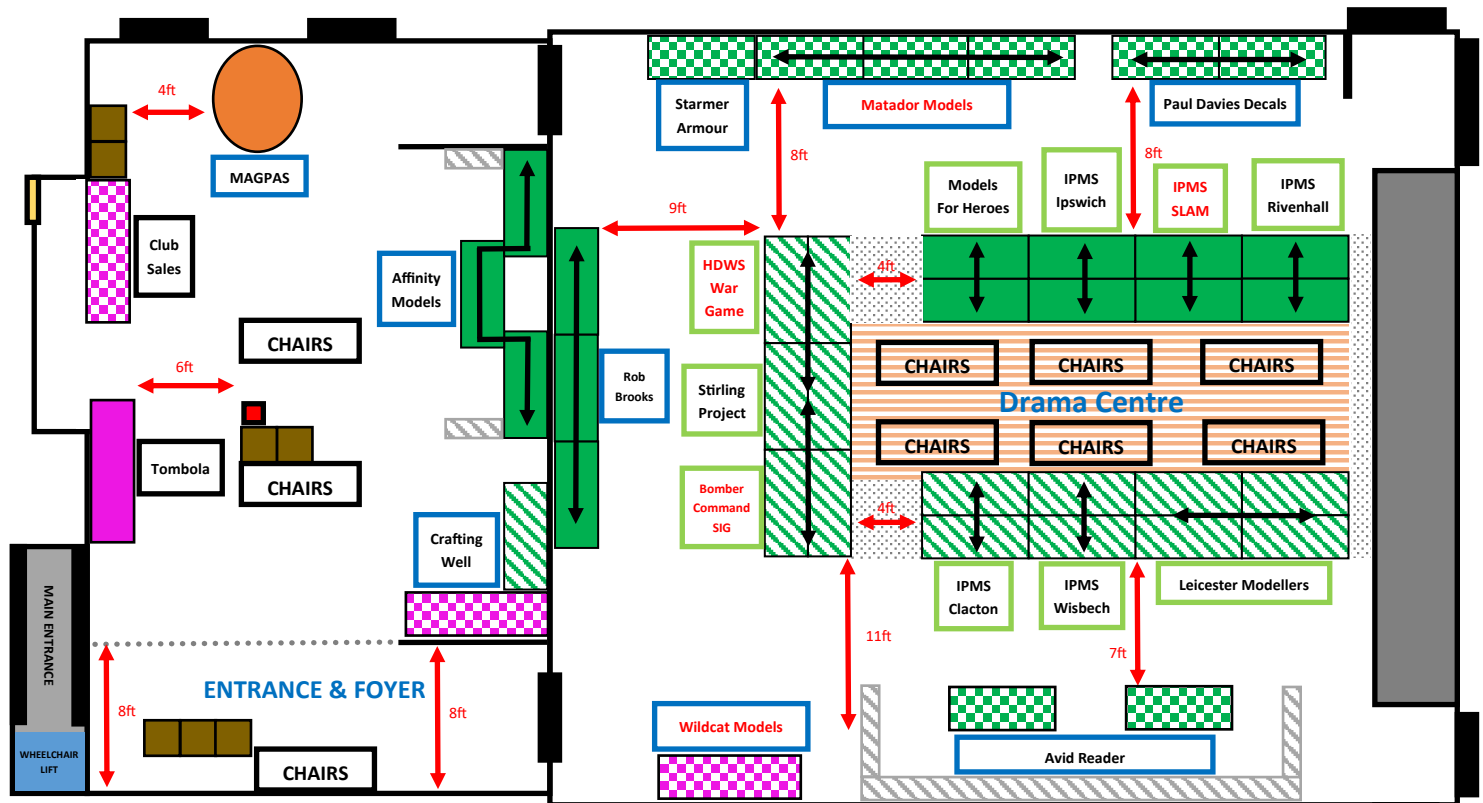 4ft
MAGPAS
Club
Sales
Affinity
Models
CHAIRS
6ft
CHAIRS
Tombola
Crafting
Well
MAIN ENTRANCE
WHEELCHAIR
LIFT
ENTRANCE & FOYER
8ft
8ft
CHAIRS
Starmer
Armour
Matador Models
Paul Davies Decals
8ft
8ft
9ft
Models
For Heroes
IPMS
Ipswich
IPMS
SLAM
IPMS
Rivenhall
HDWS
War
Game
4ft
Rob
Brooks
Stirling
Project
CHAIRS
CHAIRS
CHAIRS
Drama Centre
CHAIRS
CHAIRS
CHAIRS
Bomber
Command
SIG
4ft
IPMS
Clacton
IPMS
Wisbech
Leicester Modellers
11ft
7ft
Wildcat Models
Avid Reader